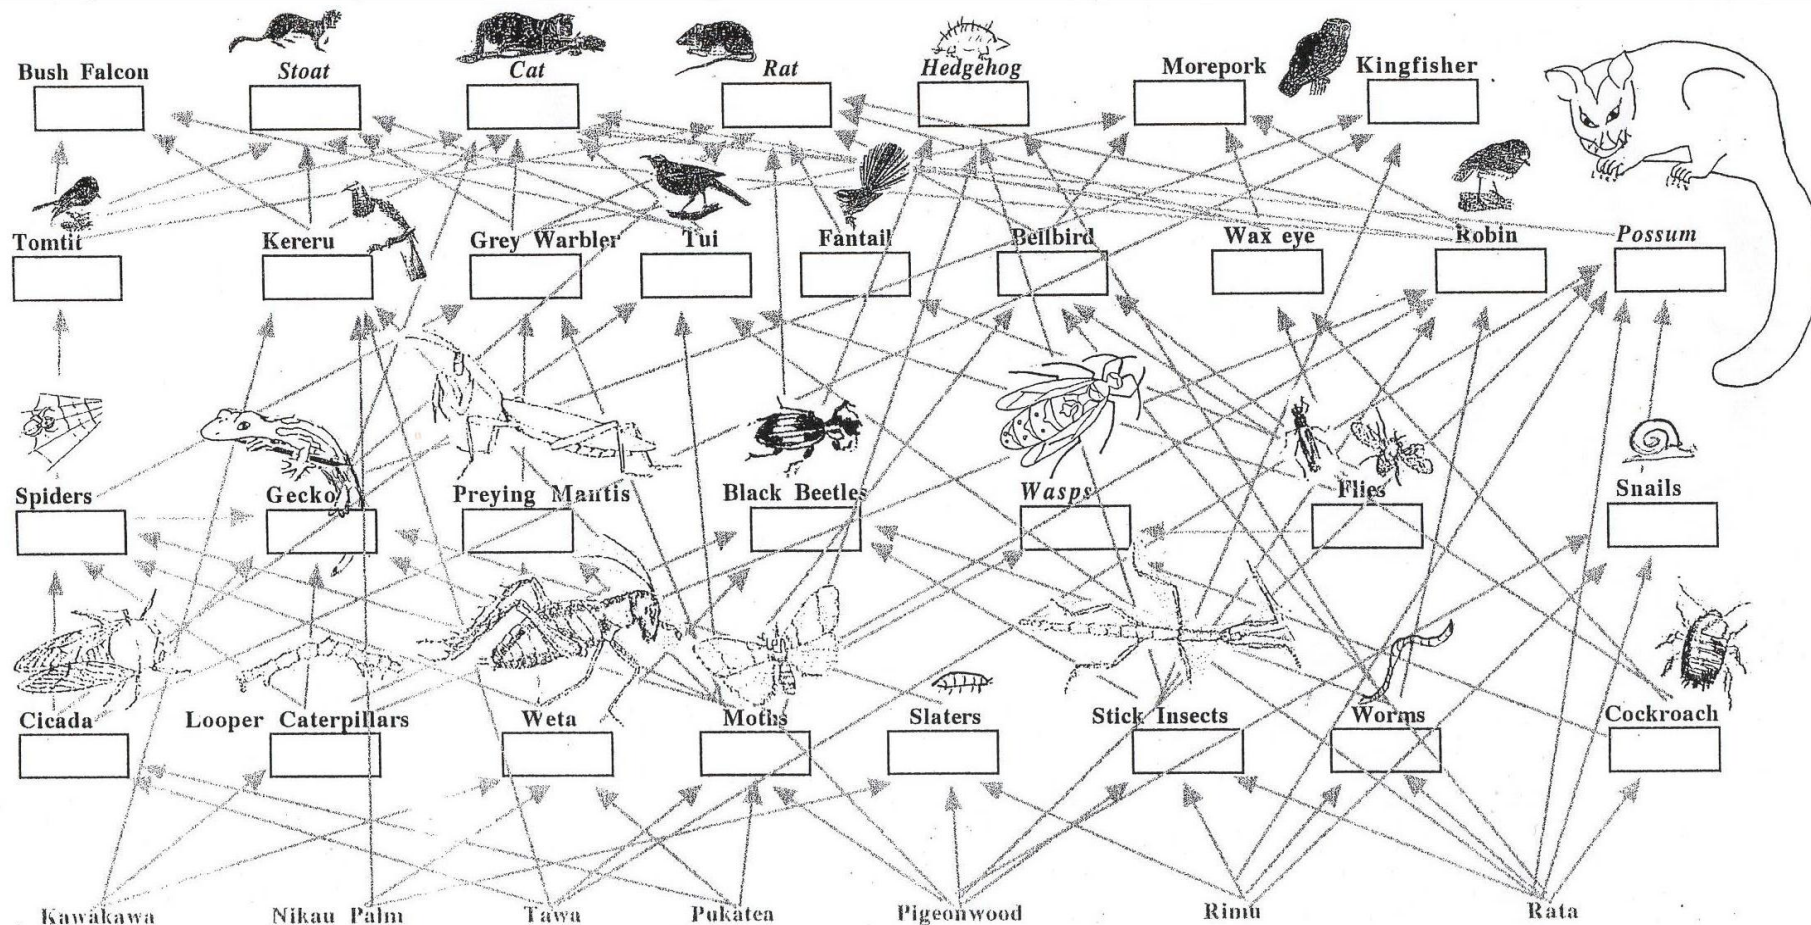 Bush Falcon Stoat Cat Rat Hedgehog Morepork Kingfisher
Tomtit Kereru Grey Warbler Tui Fantail Bellbird Wax eye Robin Possum
Spiders Gecko Preying Mantis Black Beetles Wasps Flies Snails
Cicada Looper Caterpillars Weta Moths Slaters Stick Insects Worms Cockroach
Kawakawa Nikau Palm Tawa Pukatea Pigeonwood Rimu Rata